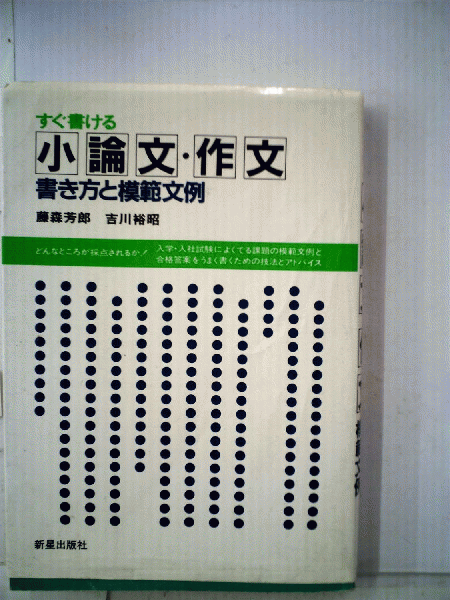 すぐ書ける
小論文・作文
書き方と模範文例
藤森芳郎 吉川裕昭
どんなところが採点されるか!
入学・入社試験によくでる課題の模範文例と
合格答案をうまく書くための技法とアドバイス
新星出版社